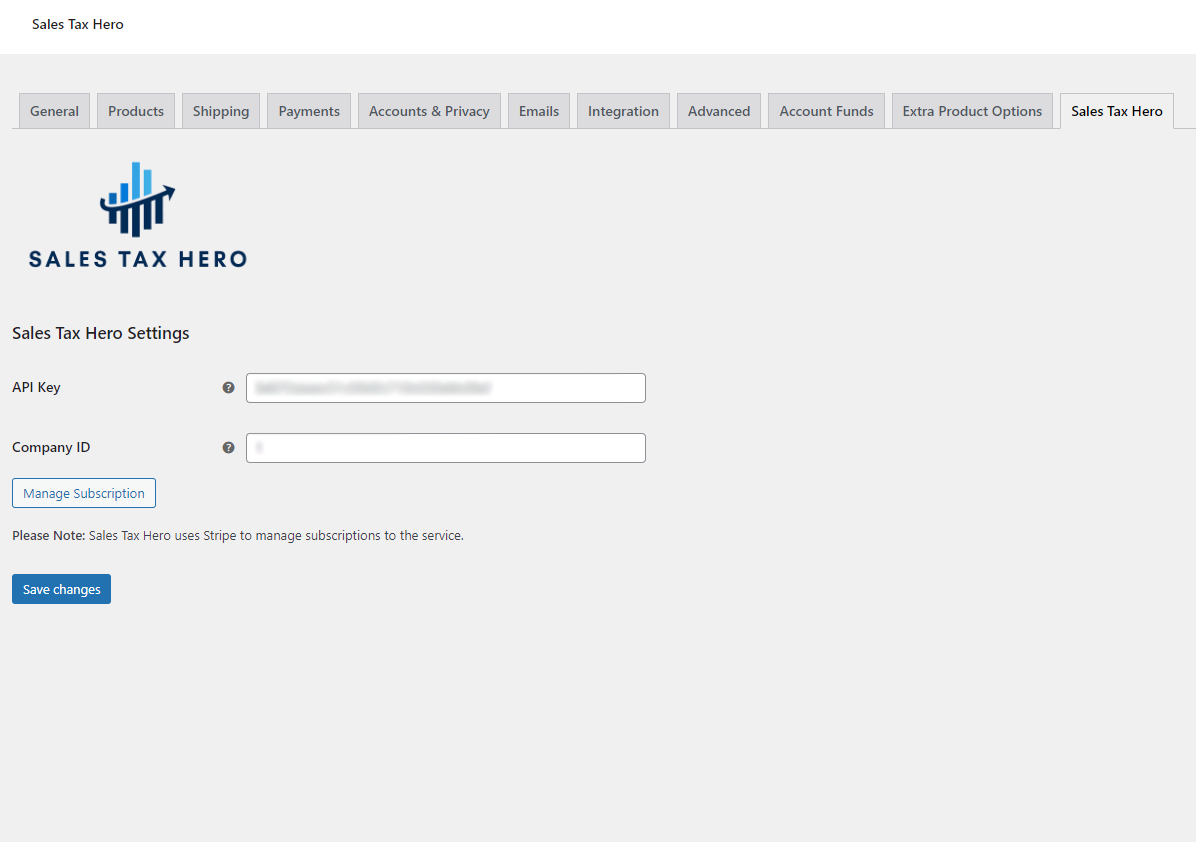 Sales Tax Hero
General Products Shipping Payments Accounts & Privacy Emails Integration Advanced Account Funds Extra Product Options Sales Tax Hero
SALES TAX HERO
Sales Tax Hero Settings
API Key ?
Company ID ?
Manage Subscription
Please Note: Sales Tax Hero uses Stripe to manage subscriptions to the service.
Save changes